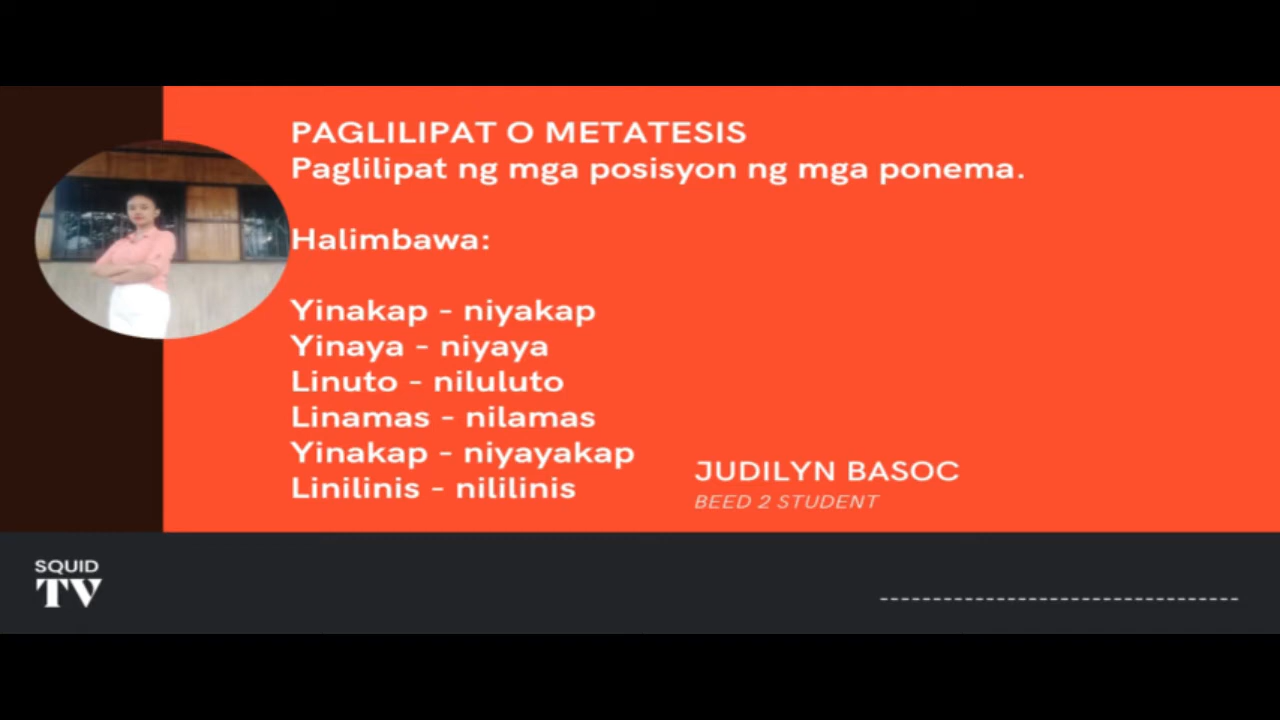 PAGLILIPAT O METATESIS
Paglilipat ng mga posisyon ng mga ponema.
Halimbawa:
Yinakap - niyakap
Yinaya - niyaya
Linuto - niluluto
Linamas - nilamas
Yinakap - niyayakap
Linilinis - nililinis
JUDILYN BASOC
BEED 2 STUDENT
SQUID
TV